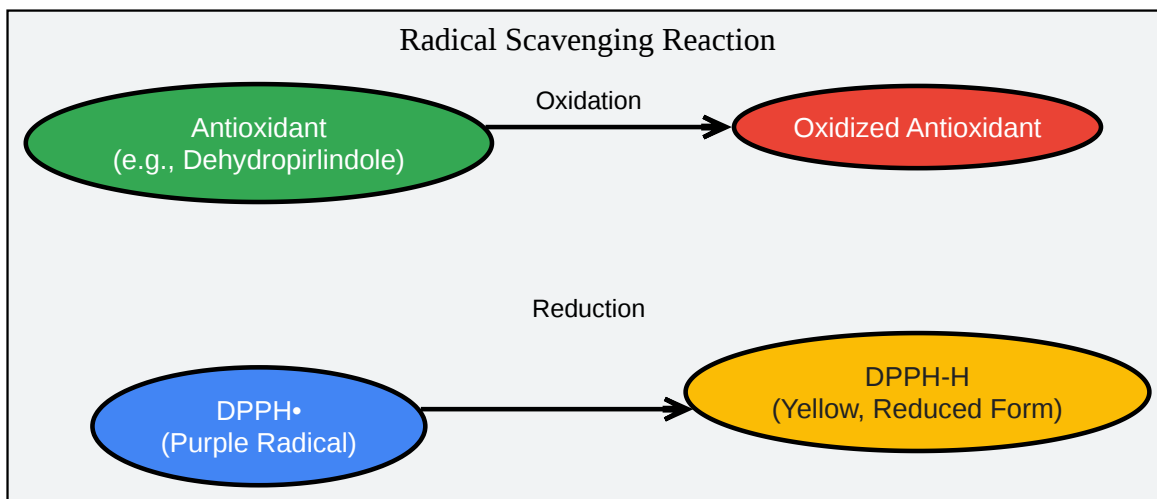 Radical Scavenging Reaction
Oxidation
Antioxidant
(e.g., Dehydropirlindole)
Oxidized Antioxidant
Reduction
DPPH•
(Purple Radical)
DPPH-H
(Yellow, Reduced Form)